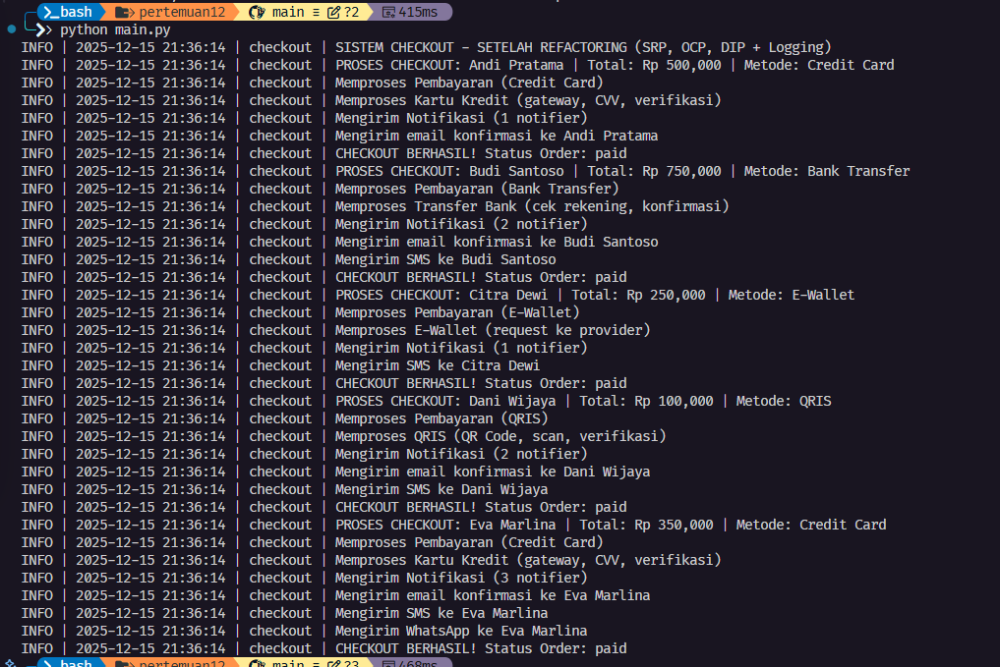 bash pertemuan12 main ≡ ?2 415ms
python main.py
INFO | 2025-12-15 21:36:14 | checkout | SISTEM CHECKOUT - SETELAH REFACTORING (SRP, OCP, DIP + Logging)
INFO | 2025-12-15 21:36:14 | checkout | PROSES CHECKOUT: Andi Pratama | Total: Rp 500,000 | Metode: Credit Card
INFO | 2025-12-15 21:36:14 | checkout | Memproses Pembayaran (Credit Card)
INFO | 2025-12-15 21:36:14 | checkout | Memproses Kartu Kredit (gateway, CVV, verifikasi)
INFO | 2025-12-15 21:36:14 | checkout | Mengirim Notifikasi (1 notifier)
INFO | 2025-12-15 21:36:14 | checkout | Mengirim email konfirmasi ke Andi Pratama
INFO | 2025-12-15 21:36:14 | checkout | CHECKOUT BERHASIL! Status Order: paid
INFO | 2025-12-15 21:36:14 | checkout | PROSES CHECKOUT: Budi Santoso | Total: Rp 750,000 | Metode: Bank Transfer
INFO | 2025-12-15 21:36:14 | checkout | Memproses Pembayaran (Bank Transfer)
INFO | 2025-12-15 21:36:14 | checkout | Memproses Transfer Bank (cek rekening, konfirmasi)
INFO | 2025-12-15 21:36:14 | checkout | Mengirim Notifikasi (2 notifier)
INFO | 2025-12-15 21:36:14 | checkout | Mengirim email konfirmasi ke Budi Santoso
INFO | 2025-12-15 21:36:14 | checkout | Mengirim SMS ke Budi Santoso
INFO | 2025-12-15 21:36:14 | checkout | CHECKOUT BERHASIL! Status Order: paid
INFO | 2025-12-15 21:36:14 | checkout | PROSES CHECKOUT: Citra Dewi | Total: Rp 250,000 | Metode: E-Wallet
INFO | 2025-12-15 21:36:14 | checkout | Memproses Pembayaran (E-Wallet)
INFO | 2025-12-15 21:36:14 | checkout | Memproses E-Wallet (request ke provider)
INFO | 2025-12-15 21:36:14 | checkout | Mengirim Notifikasi (1 notifier)
INFO | 2025-12-15 21:36:14 | checkout | Mengirim SMS ke Citra Dewi
INFO | 2025-12-15 21:36:14 | checkout | CHECKOUT BERHASIL! Status Order: paid
INFO | 2025-12-15 21:36:14 | checkout | PROSES CHECKOUT: Dani Wijaya | Total: Rp 100,000 | Metode: QRIS
INFO | 2025-12-15 21:36:14 | checkout | Memproses Pembayaran (QRIS)
INFO | 2025-12-15 21:36:14 | checkout | Memproses QRIS (QR Code, scan, verifikasi)
INFO | 2025-12-15 21:36:14 | checkout | Mengirim Notifikasi (2 notifier)
INFO | 2025-12-15 21:36:14 | checkout | Mengirim email konfirmasi ke Dani Wijaya
INFO | 2025-12-15 21:36:14 | checkout | Mengirim SMS ke Dani Wijaya
INFO | 2025-12-15 21:36:14 | checkout | CHECKOUT BERHASIL! Status Order: paid
INFO | 2025-12-15 21:36:14 | checkout | PROSES CHECKOUT: Eva Marlina | Total: Rp 350,000 | Metode: Credit Card
INFO | 2025-12-15 21:36:14 | checkout | Memproses Pembayaran (Credit Card)
INFO | 2025-12-15 21:36:14 | checkout | Memproses Kartu Kredit (gateway, CVV, verifikasi)
INFO | 2025-12-15 21:36:14 | checkout | Mengirim Notifikasi (3 notifier)
INFO | 2025-12-15 21:36:14 | checkout | Mengirim email konfirmasi ke Eva Marlina
INFO | 2025-12-15 21:36:14 | checkout | Mengirim SMS ke Eva Marlina
INFO | 2025-12-15 21:36:14 | checkout | Mengirim WhatsApp ke Eva Marlina
INFO | 2025-12-15 21:36:14 | checkout | CHECKOUT BERHASIL! Status Order: paid
bash pertemuan12 main ≡ ?3 468ms